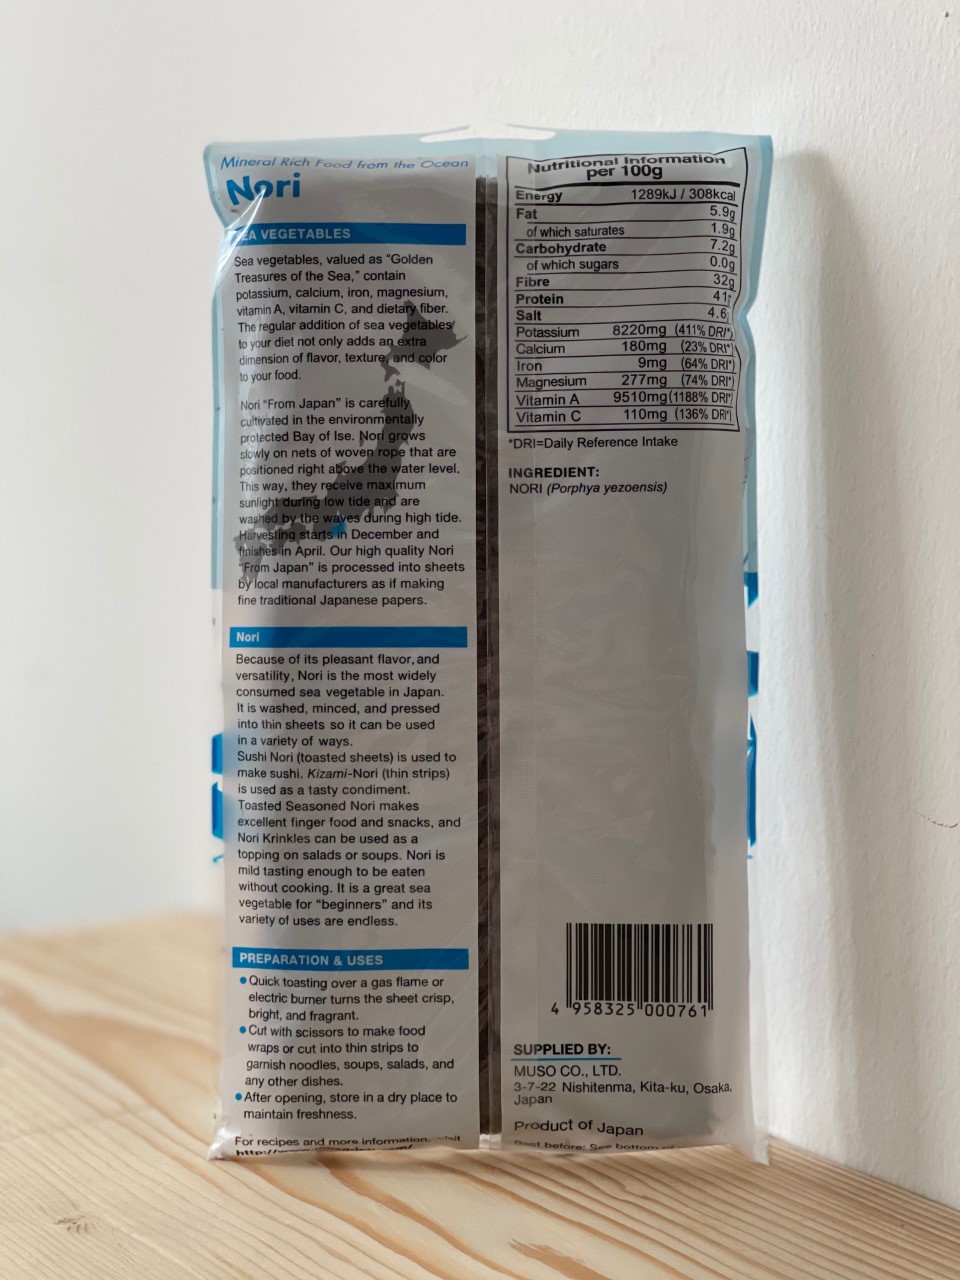 Mineral Rich Food from the Ocean
Nori
SEA VEGETABLES
Sea vegetables, valued as "Golden
Treasures of the Sea," contain
potassium, calcium, iron, magnesium,
vitamin A, vitamin C, and dietary fiber.
The regular addition of sea vegetables
to your diet not only adds an extra
dimension of flavor, texture, and color
to your food.
Nori "From Japan" is carefully
cultivated in the environmentally
protected Bay of Ise. Nori grows
slowly on nets of woven rope that are
positioned right above the water level.
This way, they receive maximum
sunlight during low tide and are
washed by the waves during high tide.
Harvesting starts in December and
finishes in April. Our high quality Nori
"From Japan" is processed into sheets
by local manufacturers as if making
fine traditional Japanese papers.
Nori
Because of its pleasant flavor, and
versatility, Nori is the most widely
consumed sea vegetable in Japan.
It is washed, minced, and pressed
into thin sheets so it can be used
in a variety of ways.
Sushi Nori (toasted sheets) is used to
make sushi. Kizami-Nori (thin strips)
is used as a tasty condiment.
Toasted Seasoned Nori makes
excellent finger food and snacks, and
Nori Krinkles can be used as a
topping on salads or soups. Nori is
mild tasting enough to be eaten
without cooking. It is a great sea
vegetable for "beginners" and its
variety of uses are endless.
PREPARATION & USES
• Quick toasting over a gas flame or
electric burner turns the sheet crisp,
bright, and fragrant.
• Cut with scissors to make food
wraps or cut into thin strips to
garnish noodles, soups, salads, and
any other dishes.
• After opening, store in a dry place to
maintain freshness.
For recipes and more information, visit
Nutritional Information
per 100g
Energy 1289kJ / 308kcal
Fat 5.9g
of which saturates 1.9g
Carbohydrate 7.2g
of which sugars 0.0g
Fibre 32g
Protein 41g
Salt 4.6
Potassium 8220mg (411% DRI*)
Calcium 180mg (23% DRI*)
Iron 9mg (64% DRI*)
Magnesium 277mg (74% DRI*)
Vitamin A 9510mg (1188% DRI*)
Vitamin C 110mg (136% DRI*)
*DRI=Daily Reference Intake
INGREDIENT:
NORI (Porphya yezoensis)
4 958325 000761
SUPPLIED BY:
MUSO CO., LTD.
3-7-22 Nishitenma, Kita-ku, Osaka,
Japan
Product of Japan
Best before: See bottom of